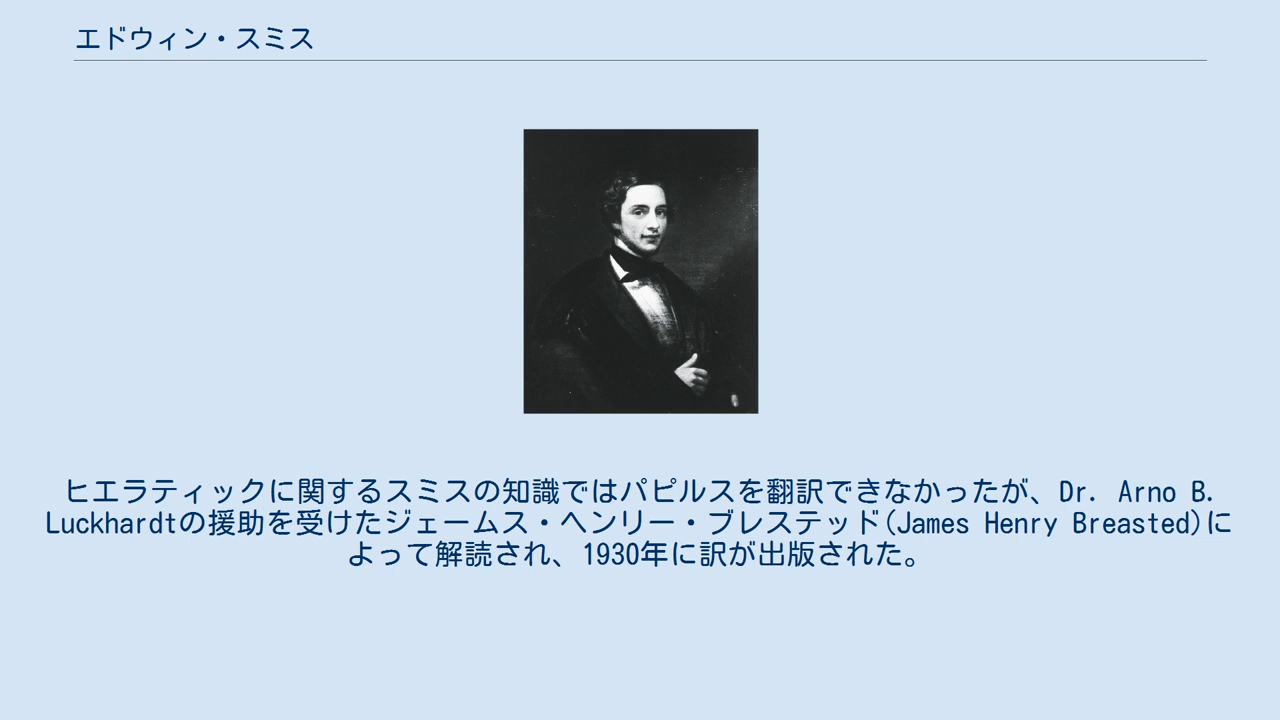 エドウィン・スミス
ヒエラティックに関するスミスの知識ではパピルスを翻訳できなかったが、Dr. Arno B.
Luckhardtの援助を受けたジェームス・ヘンリー・ブレステッド(James Henry Breasted)に
よって解読され、1930年に訳が出版された。